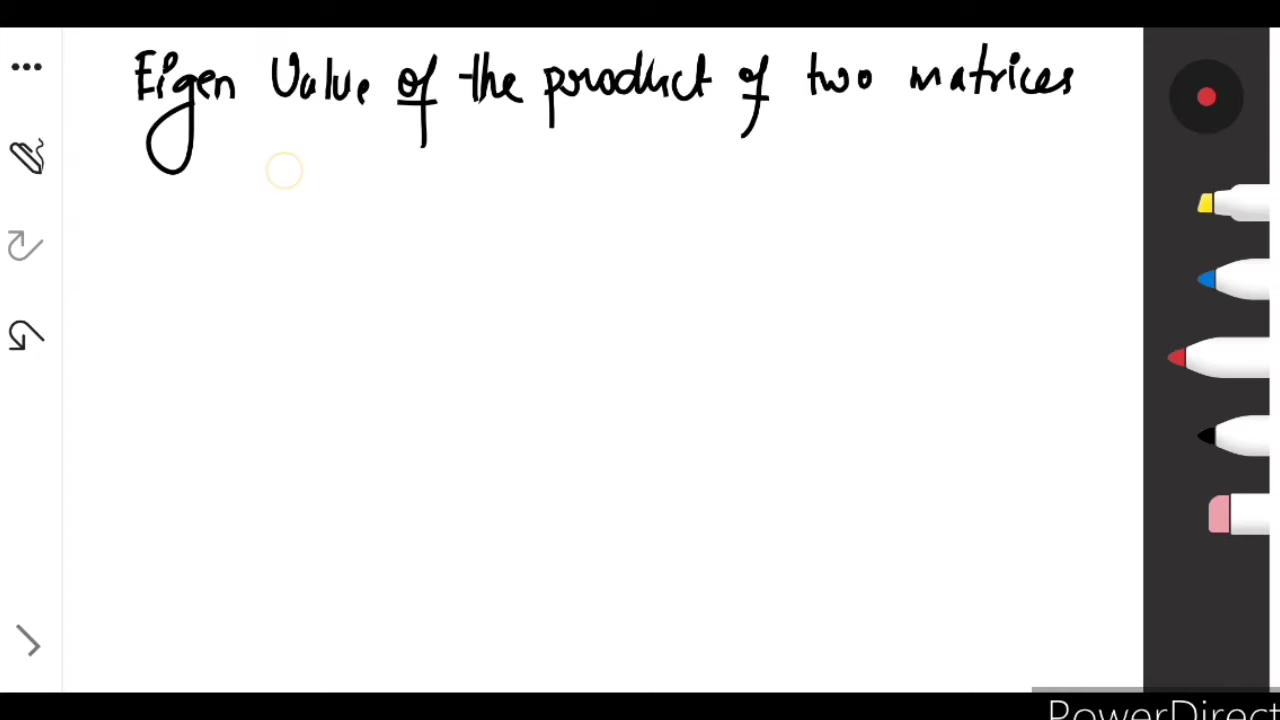 Eigen Value of the product of two matrices
PowerDirect